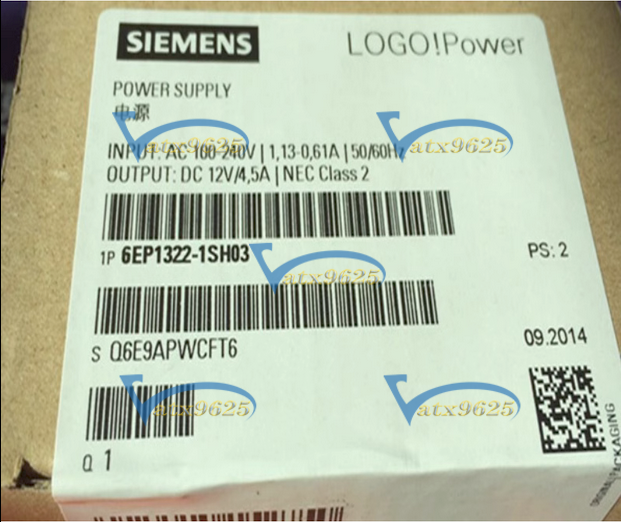 SIEMENS
LOGO!Power
POWER SUPPLY
电源
INPUT: AC 100-240V | 1,13-0,61A | 50/60Hz
OUTPUT: DC 12V/4,5A | NEC Class 2
1P 6EP1322-1SH03
PS: 2
S Q6E9APWCFT6
09.2014
Q 1
ORIGINAL PACKAGING
atx9625
atx9625
atx9625
atx9625
atx9625